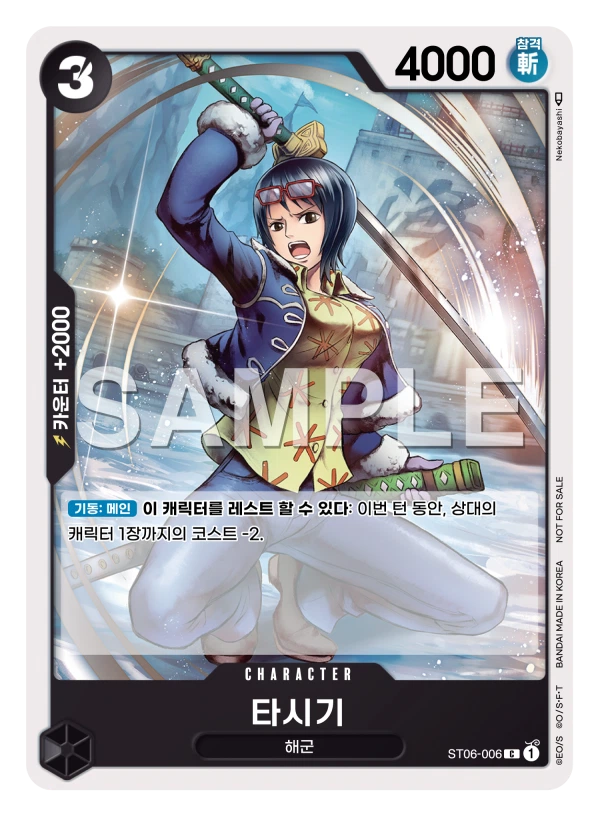 3
4000
참격
斬
Nekobayashi
카운터 +2000
SAMPLE
기동: 메인 이 캐릭터를 레스트 할 수 있다: 이번 턴 동안, 상대의
캐릭터 1장까지의 코스트 -2.
©EO/S ©O/S·F·T BANDAI MADE IN KOREA NOT FOR SALE
CHARACTER
타시기
해군
ST06-006 C 1